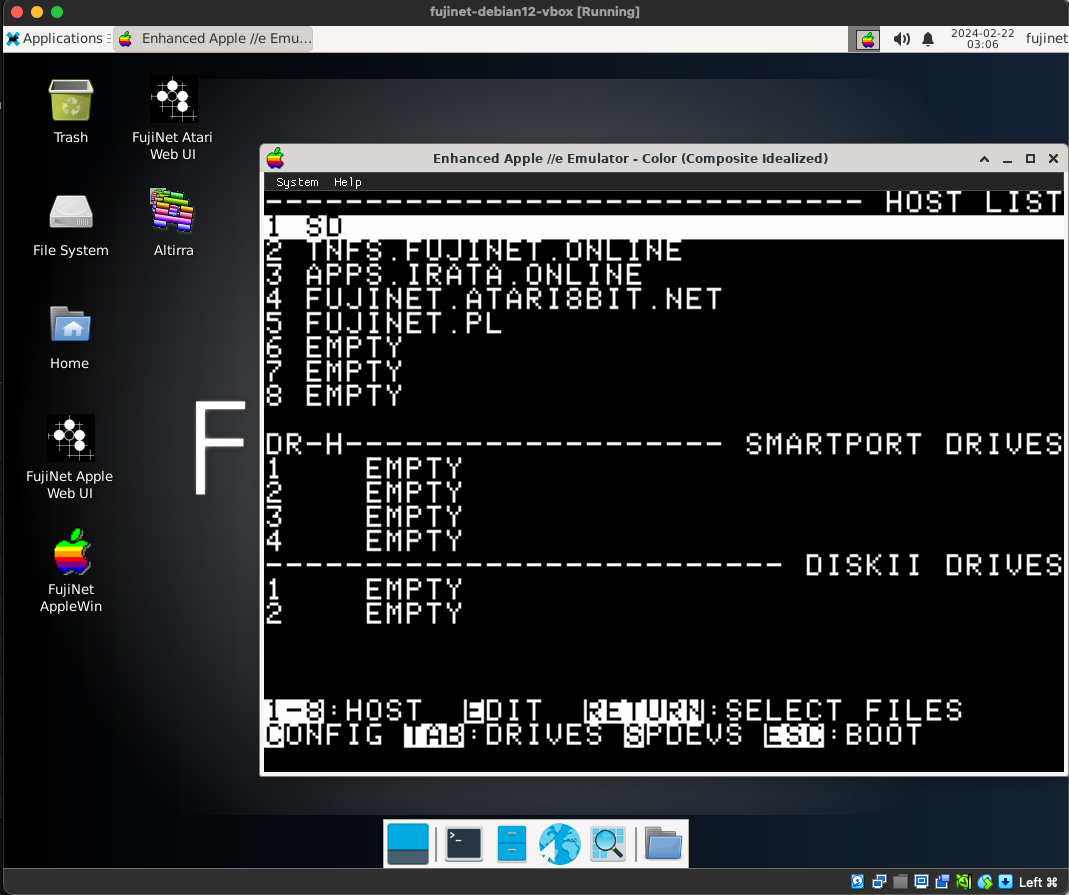 fujinet-debian12-vbox [Running]
Applications
Enhanced Apple //e Emu...
2024-02-22
03:06
fujinet
Trash
FujiNet Atari
Web UI
File System
Altirra
Home
FujiNet Apple
Web UI
FujiNet
AppleWin
F
Enhanced Apple //e Emulator - Color (Composite Idealized)
System Help
------------------------------ HOST LIST
1 SD
2 TNFS.FUJINET.ONLINE
3 APPS.IRATA.ONLINE
4 FUJINET.ATARI8BIT.NET
5 FUJINET.PL
6 EMPTY
7 EMPTY
8 EMPTY
DR-H------------------- SMARTPORT DRIVES
1 EMPTY
2 EMPTY
3 EMPTY
4 EMPTY
-------------------------- DISKII DRIVES
1 EMPTY
2 EMPTY
1-8:HOST EDIT RETURN:SELECT FILES
CONFIG TAB:DRIVES SPDEVS ESC:BOOT
Left ⌘